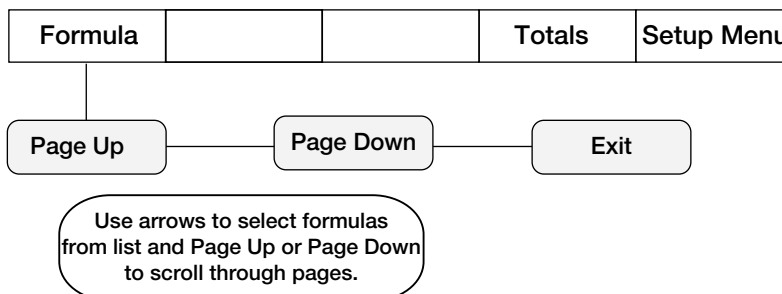 Formula Totals Setup Menu
Page Up Page Down Exit
Use arrows to select formulas
from list and Page Up or Page Down
to scroll through pages.